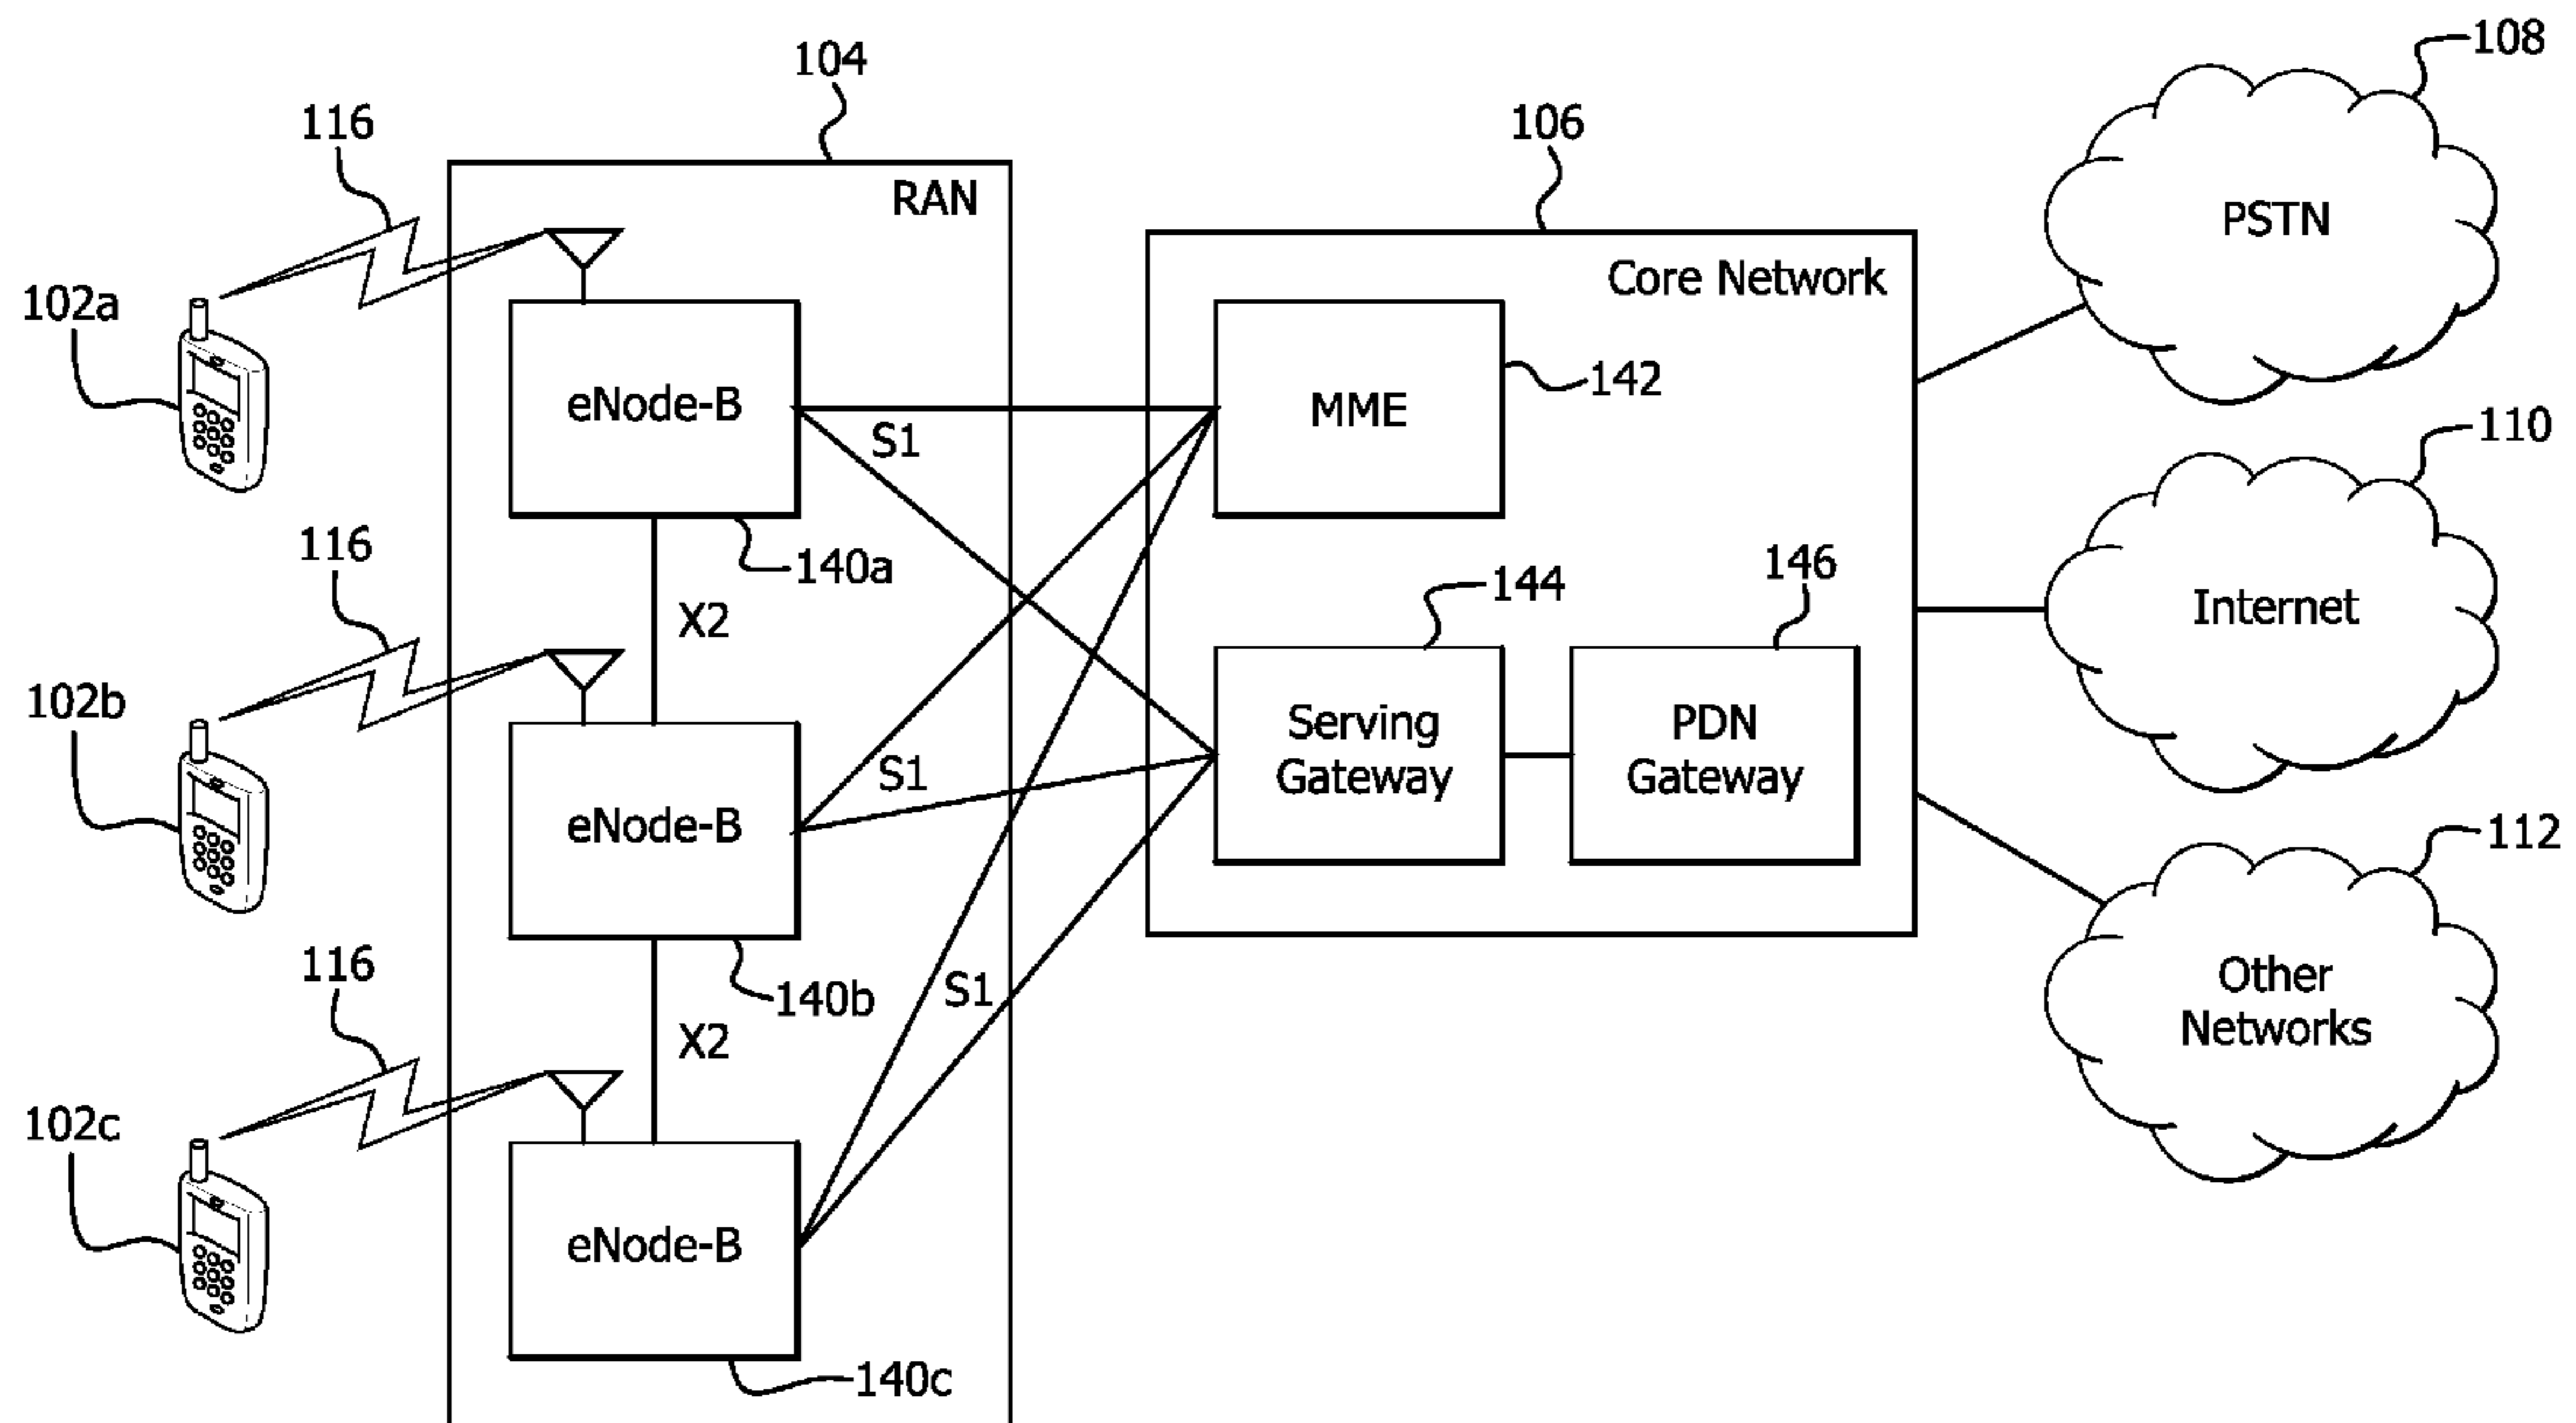 108
104
116
106
RAN
PSTN
Core Network
102a
142
eNode-B
MME
S1
110
116
140a
144
146
X2
Internet
102b
Serving
Gateway
PDN
Gateway
S1
eNode-B
112
116
140b
S1
Other
Networks
X2
102c
eNode-B
140c